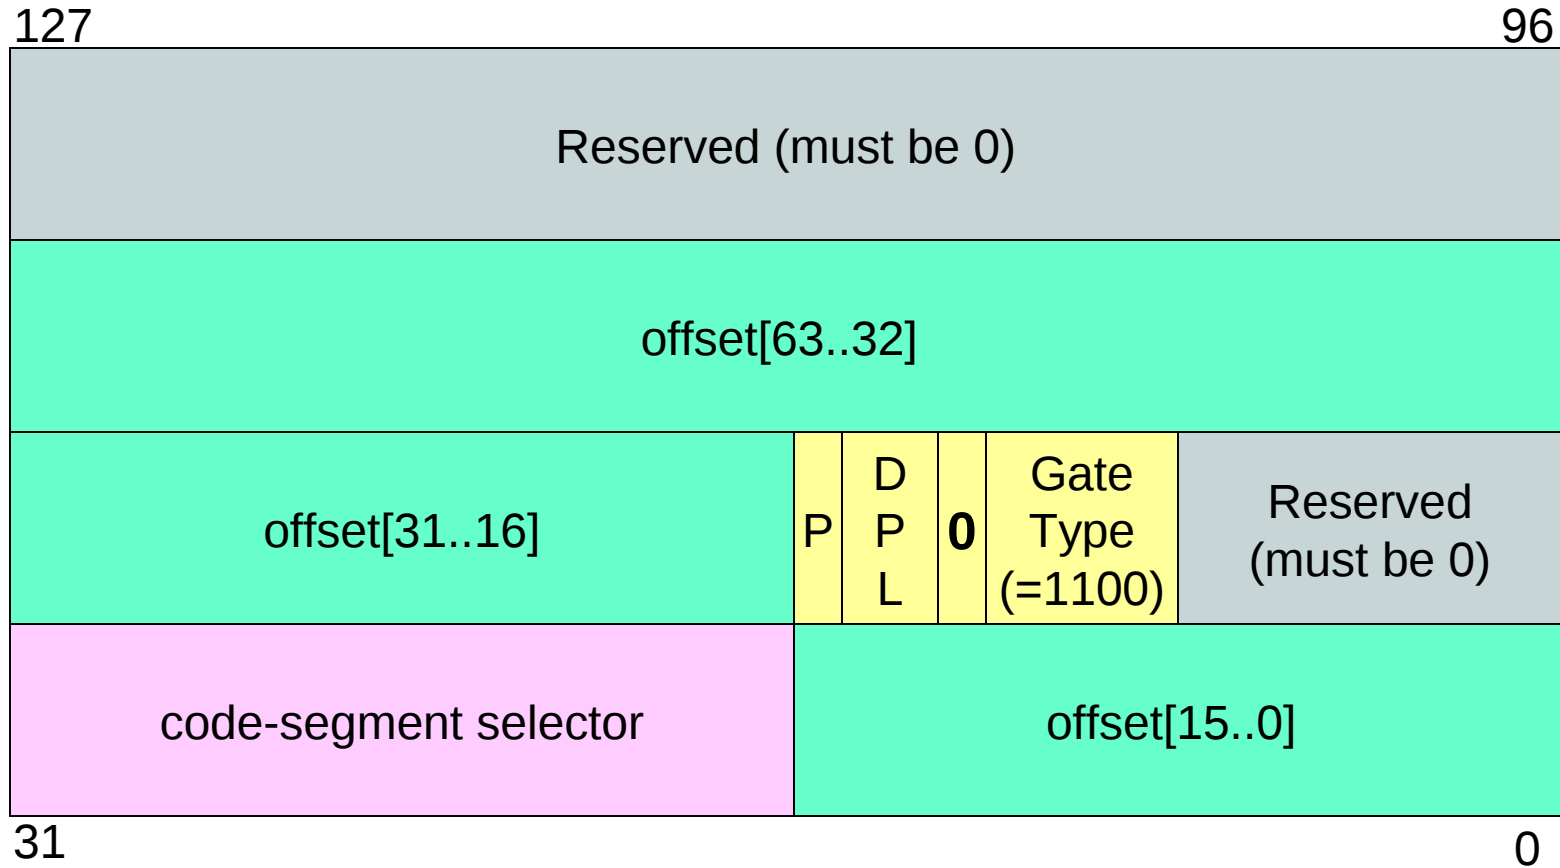 127
96
Reserved (must be 0)
offset[63..32]
offset[31..16]
P
D
P
L
0
Gate
Type
(=1100)
Reserved
(must be 0)
code-segment selector
offset[15..0]
31
0